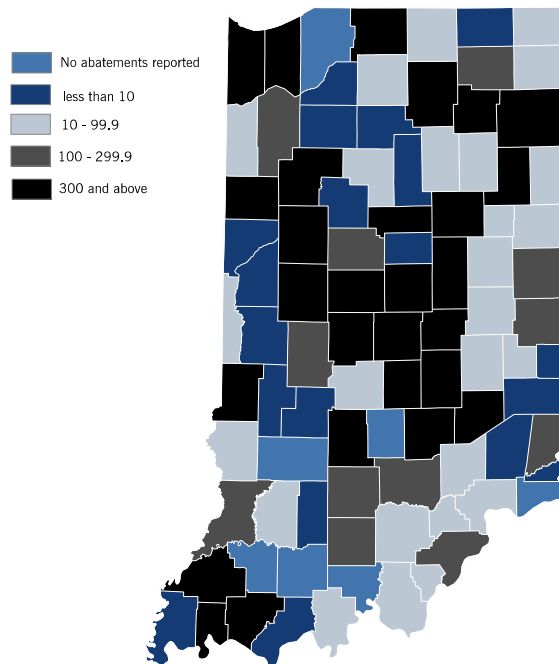 No abatements reported
less than 10
10 - 99.9
100 - 299.9
300 and above